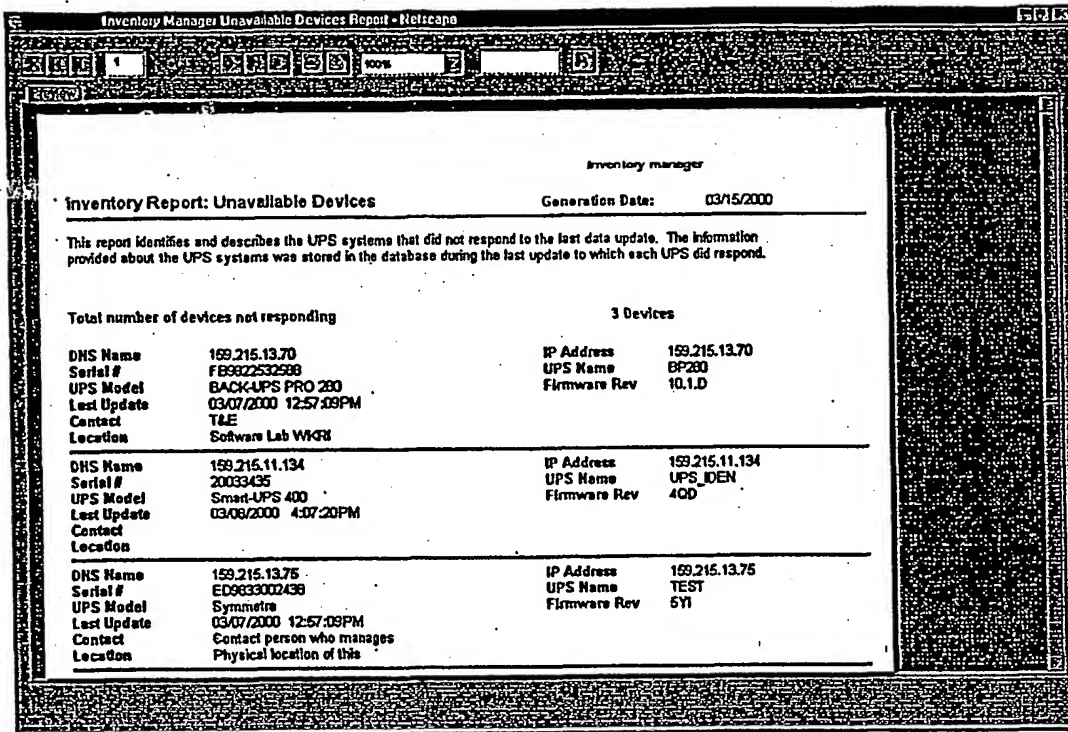 Inventory Manager Unavailable Devices Report - Netscape
1 100%
Preview
Inventory manager
Inventory Report: Unavailable Devices Generation Date: 03/15/2000
This report identifies and describes the UPS systems that did not respond to the last data update. The information
provided about the UPS systems was stored in the database during the last update to which each UPS did respond.
Total number of devices not responding 3 Devices
DNS Name 159.215.13.70 IP Address 159.215.13.70
Serial # FB9822532588 UPS Name BP280
UPS Model BACK-UPS PRO 280 Firmware Rev 10.1.D
Last Update 03/07/2000 12:57:09PM
Contact T&E
Location Software Lab WKRI
DNS Name 159.215.11.134 IP Address 159.215.11.134
Serial # 20033435 UPS Name UPS_IDEN
UPS Model Smart-UPS 400 Firmware Rev 4QD
Last Update 03/06/2000 4:07:20PM
Contact
Location
DNS Name 159.215.13.75 IP Address 159.215.13.75
Serial # ED9833002438 UPS Name TEST
UPS Model Symmetra Firmware Rev 5YI
Last Update 03/07/2000 12:57:09PM
Contact Contact person who manages
Location Physical location of this